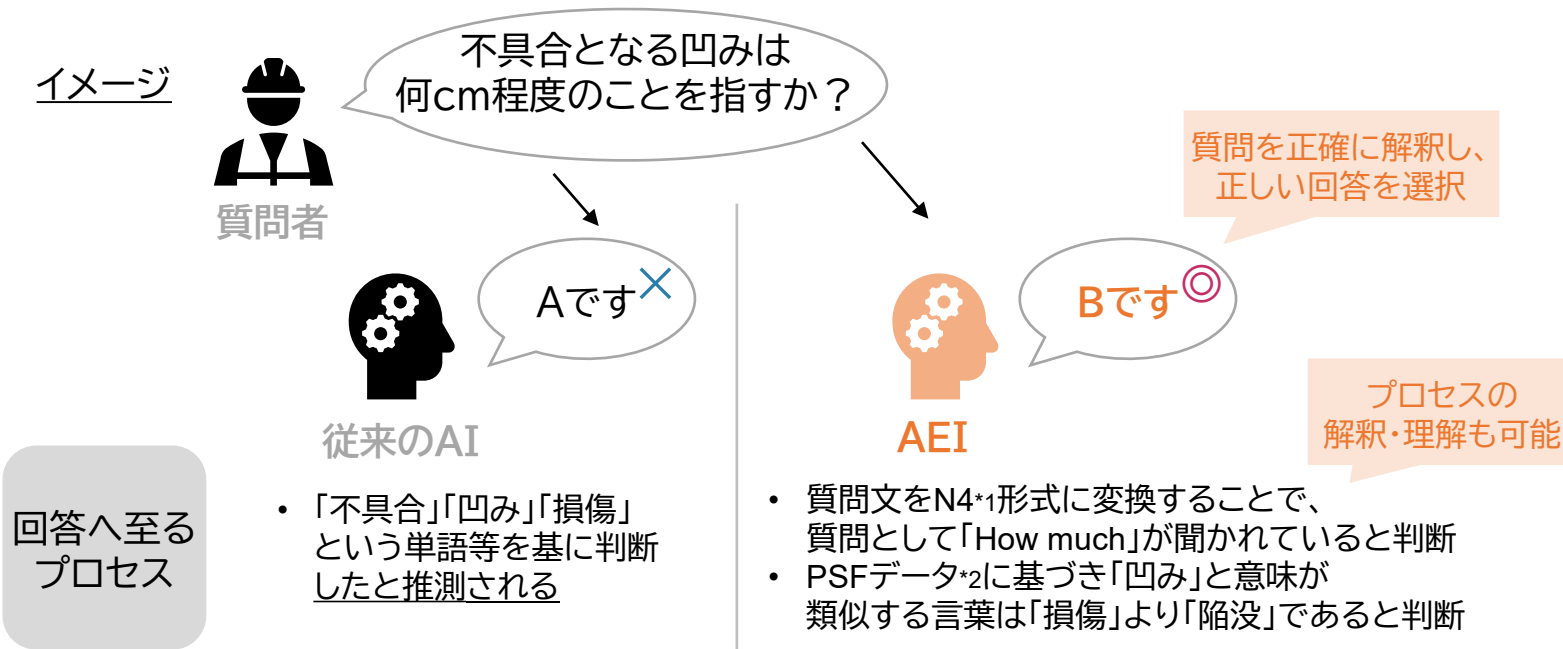 イメージ
不具合となる凹みは
何cm程度のことを指すか？
質問者
質問を正確に解釈し、
正しい回答を選択
Aです
Bです
従来のAI
AEI
プロセスの
解釈・理解も可能
回答へ至る
プロセス
• 「不具合」「凹み」「損傷」
という単語等を基に判断
したと推測される
• 質問文をN4*1形式に変換することで、
質問として「How much」が聞かれていると判断
• PSFデータ*2に基づき「凹み」と意味が
類似する言葉は「損傷」より「陥没」であると判断